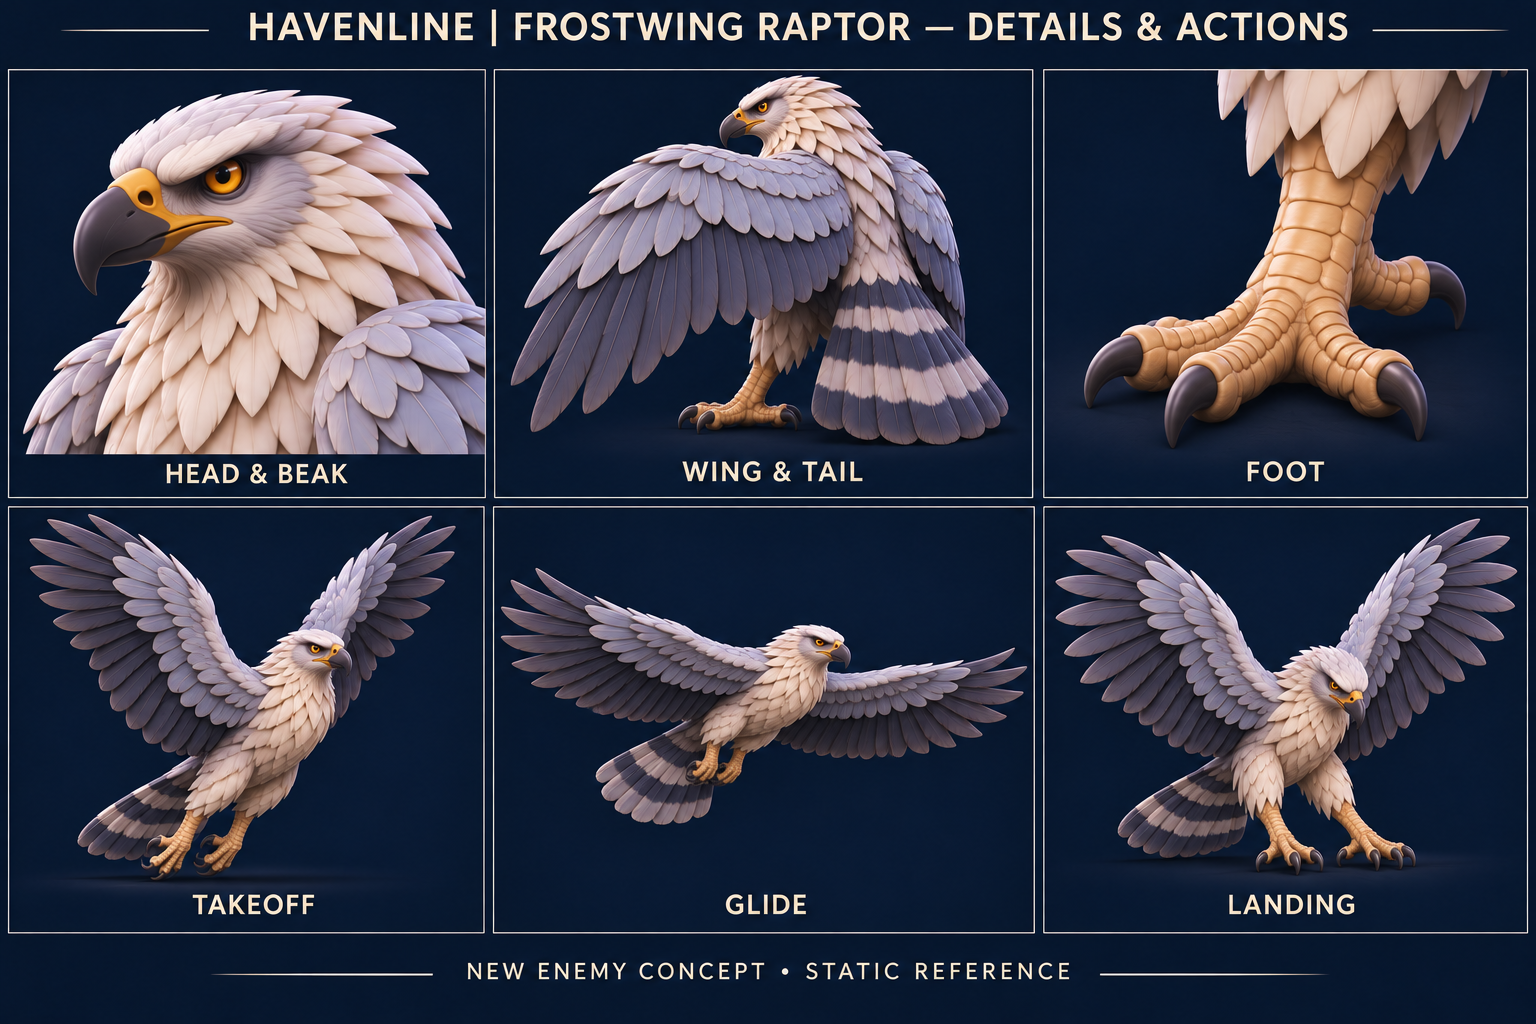 HAVENLINE | FROSTWING RAPTOR — DETAILS & ACTIONS
HEAD & BEAK
WING & TAIL
FOOT
TAKEOFF
GLIDE
LANDING
NEW ENEMY CONCEPT • STATIC REFERENCE